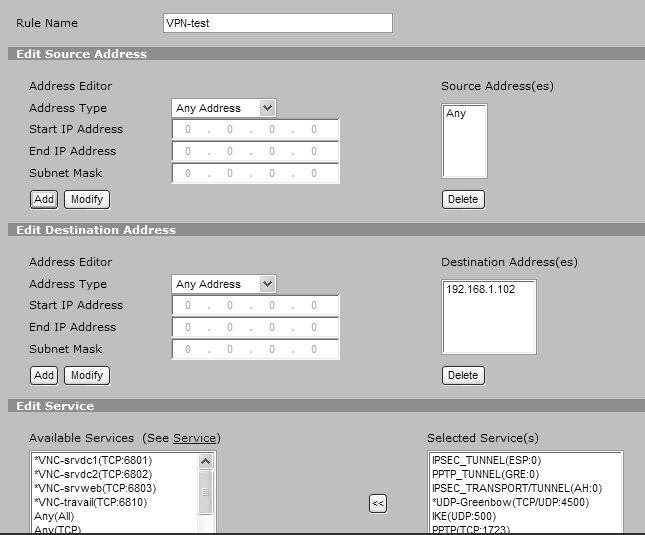 Rule Name VPN-test
Edit Source Address
Address Editor Source Address(es)
Address Type Any Address Any
Start IP Address 0 . 0 . 0 . 0
End IP Address 0 . 0 . 0 . 0
Subnet Mask 0 . 0 . 0 . 0
Add Modify Delete
Edit Destination Address
Address Editor Destination Address(es)
Address Type Any Address 192.168.1.102
Start IP Address 0 . 0 . 0 . 0
End IP Address 0 . 0 . 0 . 0
Subnet Mask 0 . 0 . 0 . 0
Add Modify Delete
Edit Service
Available Services (See Service) Selected Service(s)
*VNC-srvdc1(TCP:6801) IPSEC_TUNNEL(ESP:0)
*VNC-srvdc2(TCP:6802) PPTP_TUNNEL(GRE:0)
*VNC-srvweb(TCP:6803) IPSEC_TRANSPORT/TUNNEL(AH:0)
*VNC-travail(TCP:6810) << *UDP-Greenbow(TCP/UDP:4500)
Any(All) IKE(UDP:500)
Any(TCP) PPTP(TCP:1723)